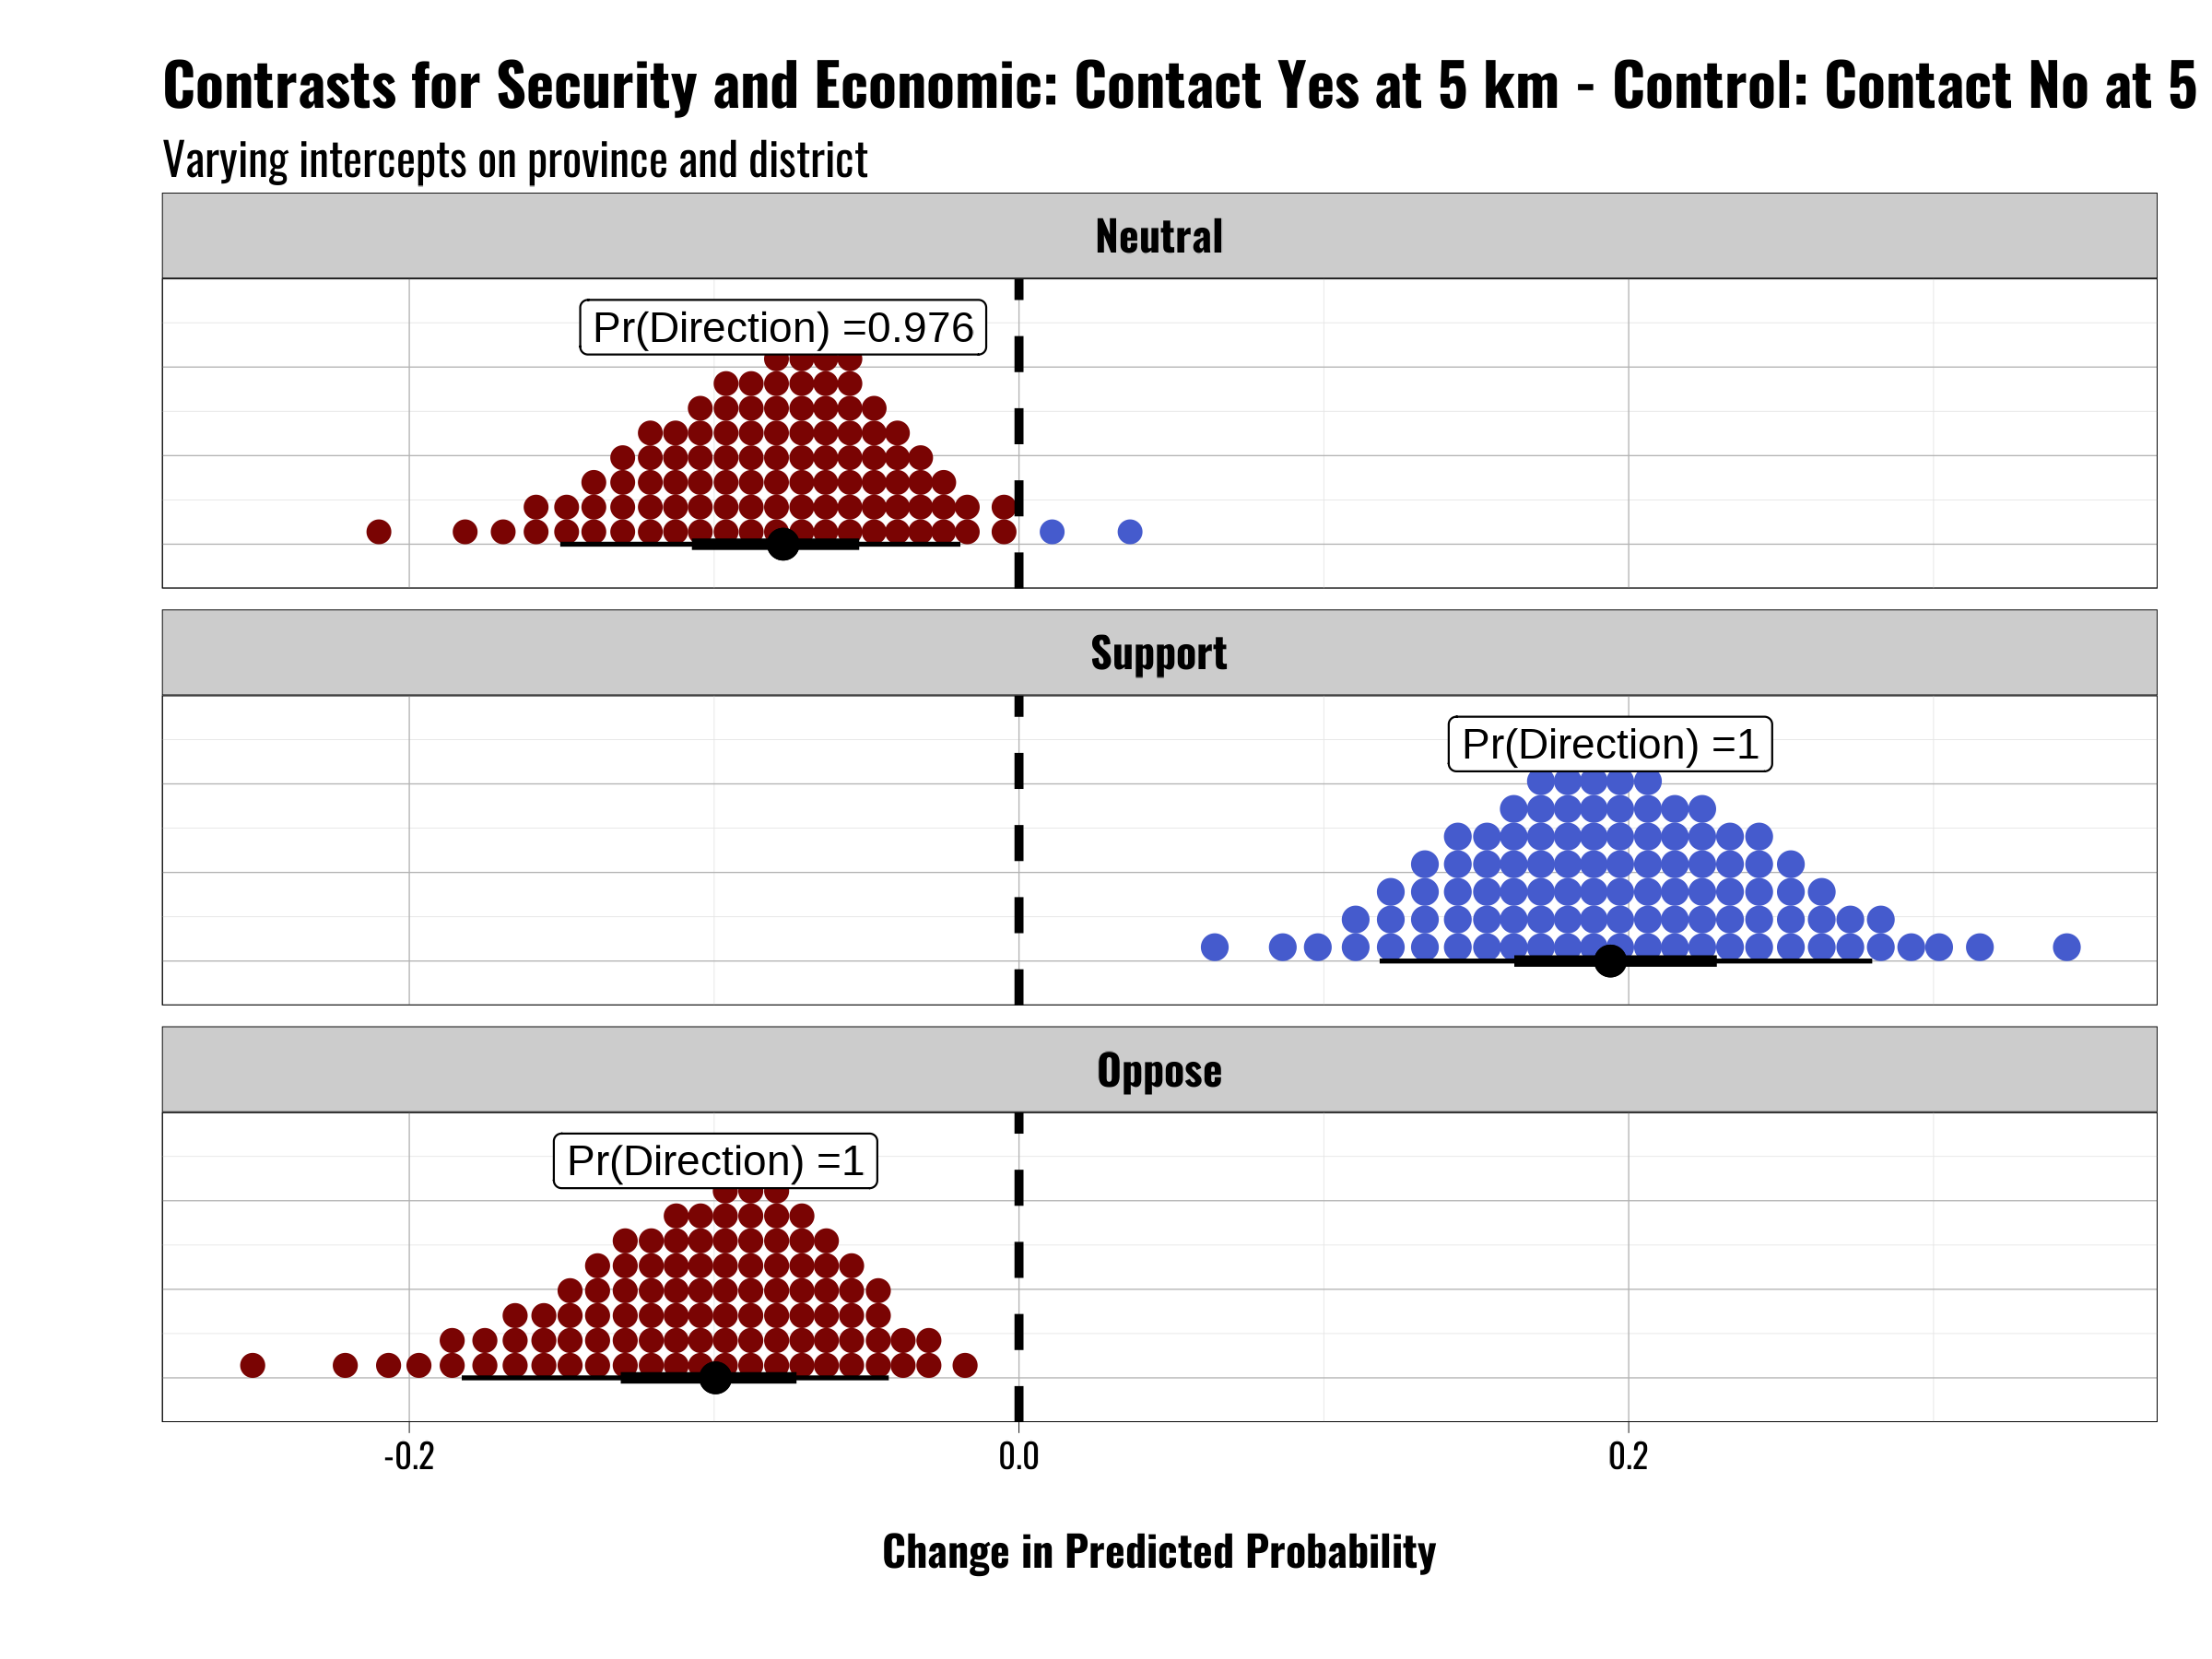 Contrasts for Security and Economic: Contact Yes at 5 km - Control: Contact No at 5
Varying intercepts on province and district
Neutral
Pr(Direction) =0.976
Support
Pr(Direction) =1
Oppose
Pr(Direction) =1
-0.2 0.0 0.2
Change in Predicted Probability